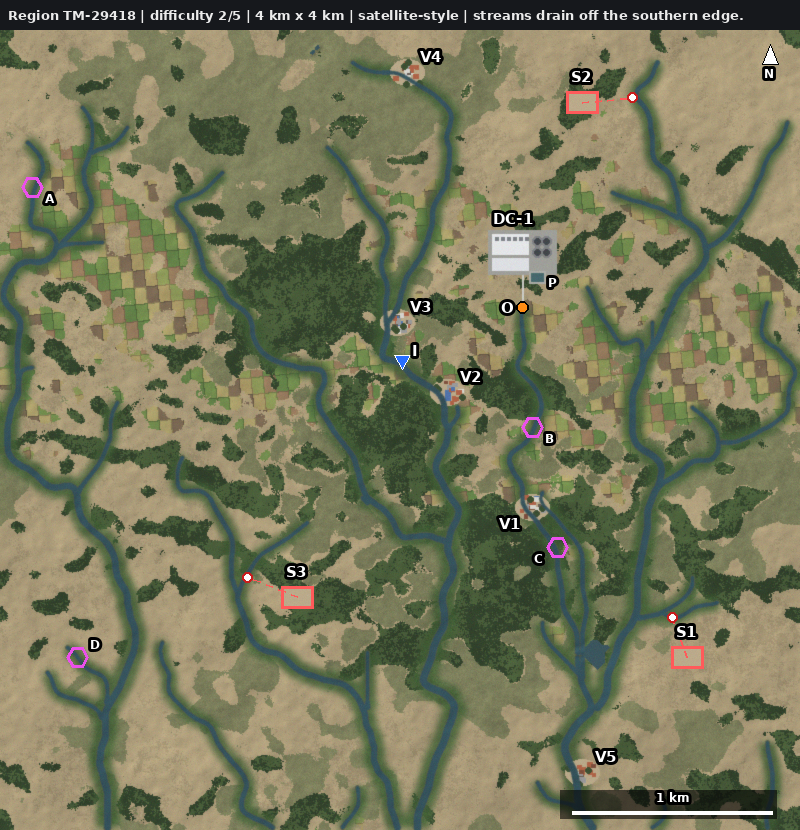 Region TM-29418 | difficulty 2/5 | 4 km x 4 km | satellite-style | streams drain off the southern edge.
V4
N
S2
A
DC-1
P
O
V3
I
V2
B
V1
C
S3
S1
D
V5
1 km